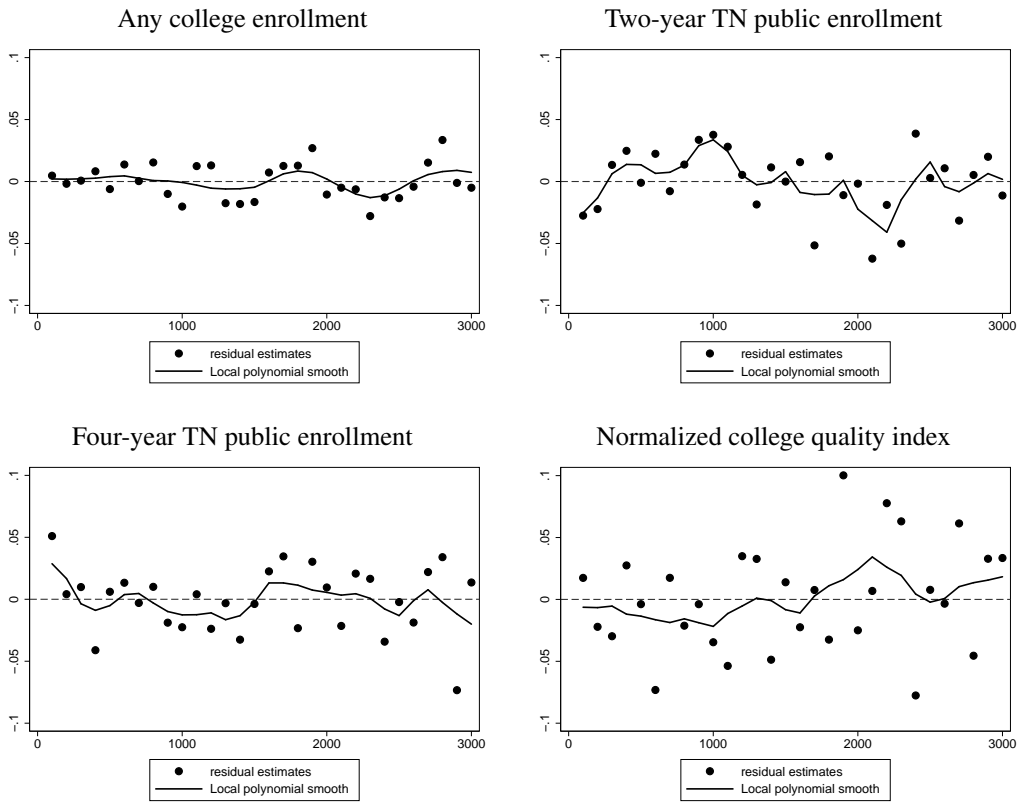 Any college enrollment
.1
.05
0
-.05
-.1
0 1000 2000 3000
residual estimates
Local polynomial smooth
Two-year TN public enrollment
.1
.05
0
-.05
-.1
0 1000 2000 3000
residual estimates
Local polynomial smooth
Four-year TN public enrollment
.1
.05
0
-.05
-.1
0 1000 2000 3000
residual estimates
Local polynomial smooth
Normalized college quality index
.1
.05
0
-.05
-.1
0 1000 2000 3000
residual estimates
Local polynomial smooth